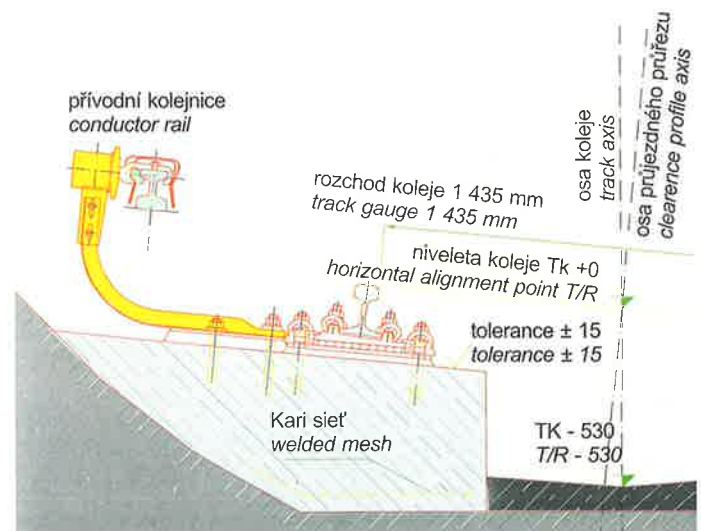 přívodní kolejnice
conductor rail
osa koleje
track axis
osa průjezdného průřezu
clearence profile axis
rozchod koleje 1 435 mm
track gauge 1 435 mm
niveleta koleje Tk +0
horizontal alignment point T/R
tolerance ± 15
tolerance ± 15
Kari sieť
welded mesh
TK - 530
T/R - 530